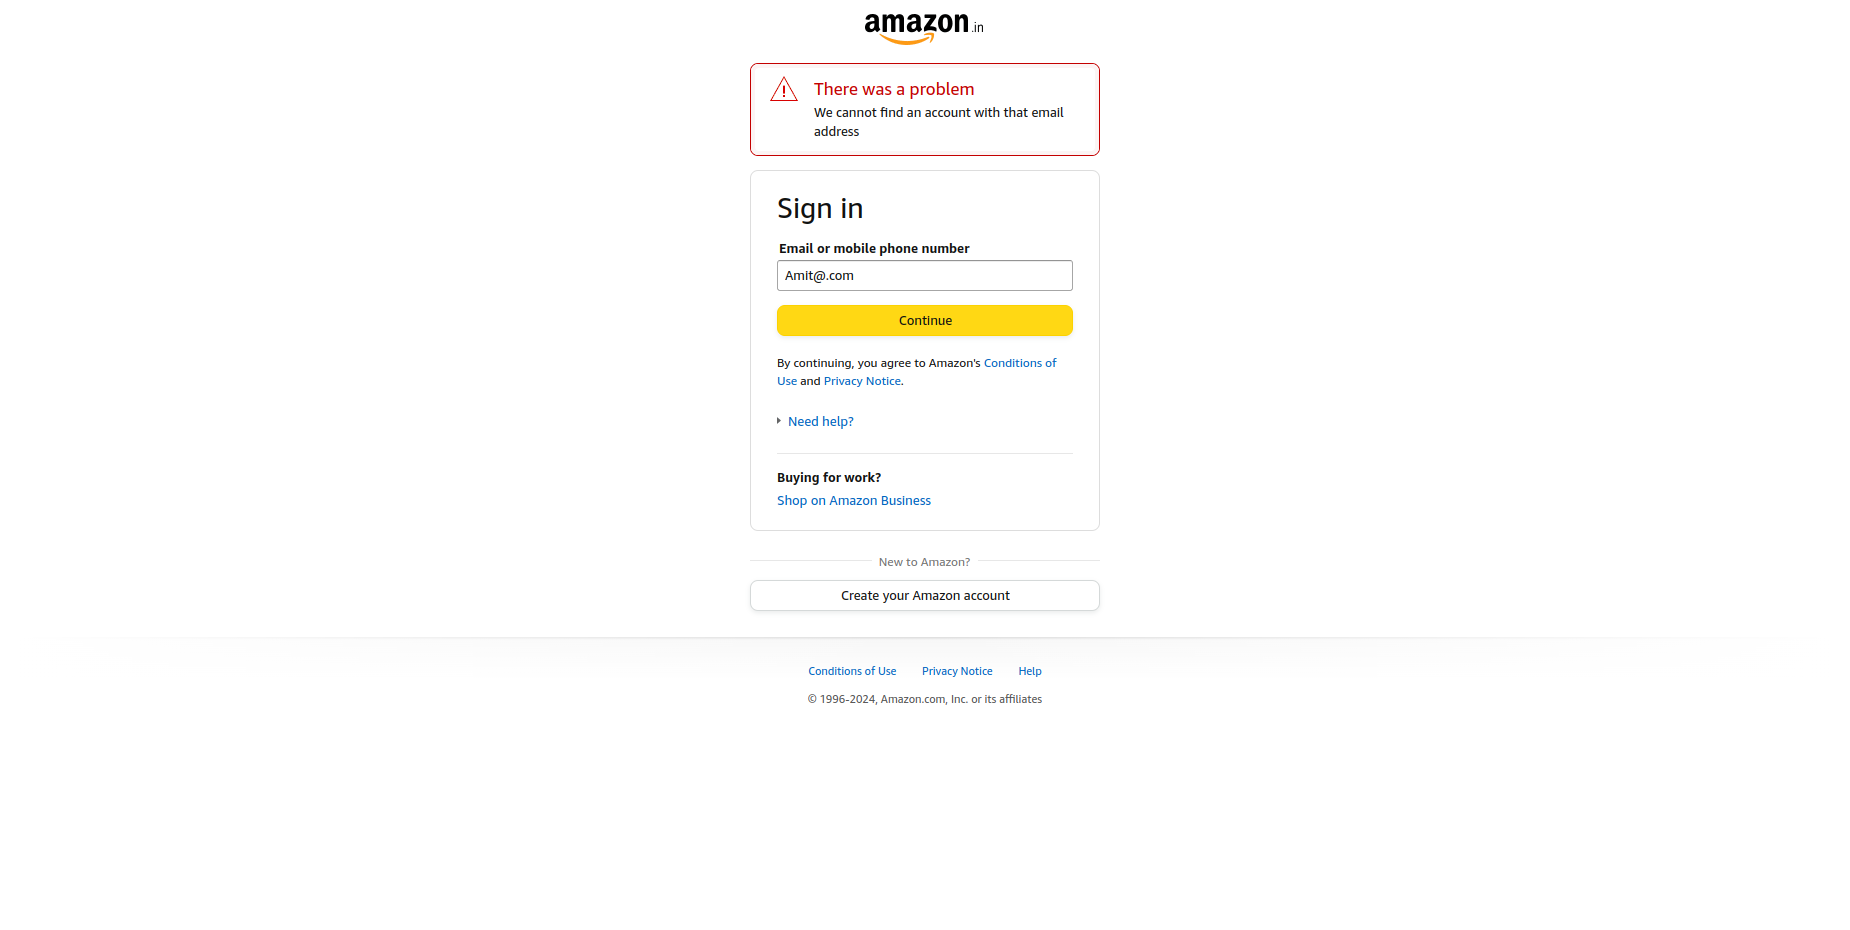 amazon.in
There was a problem
We cannot find an account with that email
address
Sign in
Email or mobile phone number
Amit@.com
Continue
By continuing, you agree to Amazon's Conditions of
Use and Privacy Notice.
Need help?
Buying for work?
Shop on Amazon Business
New to Amazon?
Create your Amazon account
Conditions of Use Privacy Notice Help
© 1996-2024, Amazon.com, Inc. or its affiliates